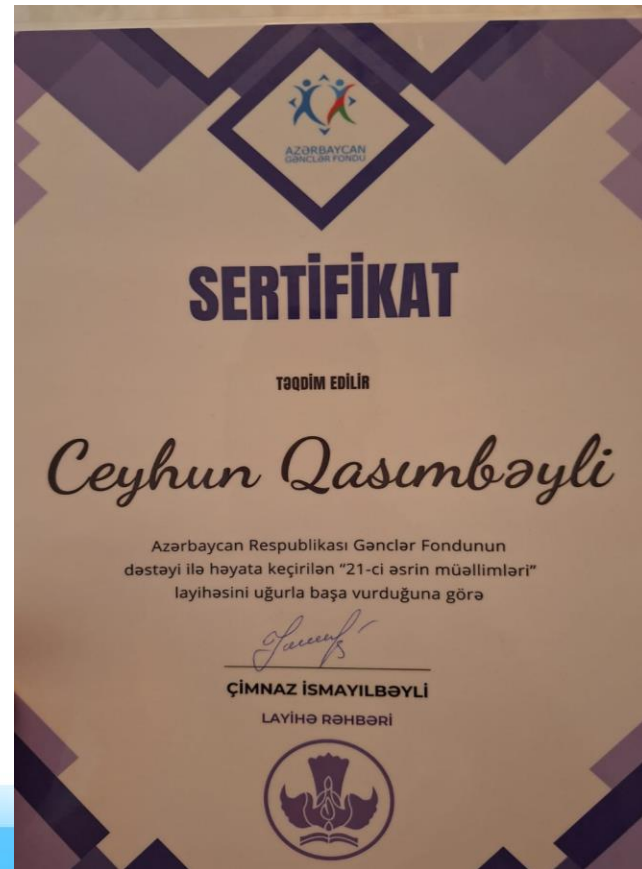 AZƏRBAYCAN
GƏNCLƏR FONDU
SERTİFİKAT
TƏQDİM EDİLİR
Ceyhun Qasımbəyli
Azərbaycan Respublikası Gənclər Fondunun
dəstəyi ilə həyata keçirilən "21-ci əsrin müəllimləri"
layihəsini uğurla başa vurduğuna görə
ÇİMNAZ İSMAYILBƏYLİ
LAYİHƏ RƏHBƏRİ